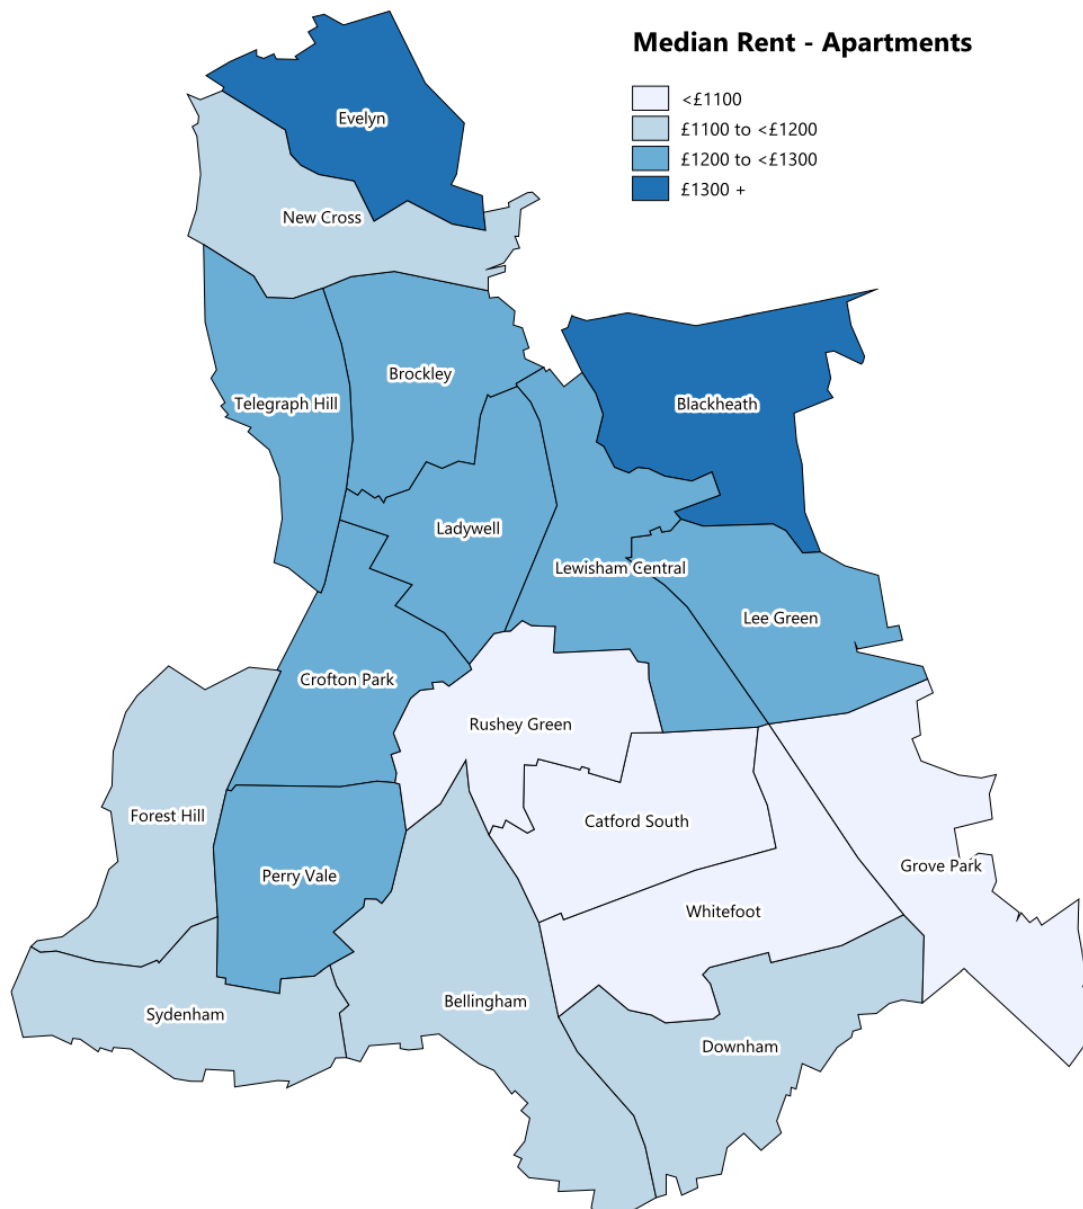 Median Rent - Apartments
<£1100
£1100 to <£1200
£1200 to <£1300
£1300 +
Evelyn
New Cross
Brockley
Telegraph Hill
Blackheath
Ladywell
Lewisham Central
Lee Green
Crofton Park
Rushey Green
Forest Hill
Catford South
Grove Park
Perry Vale
Whitefoot
Bellingham
Sydenham
Downham